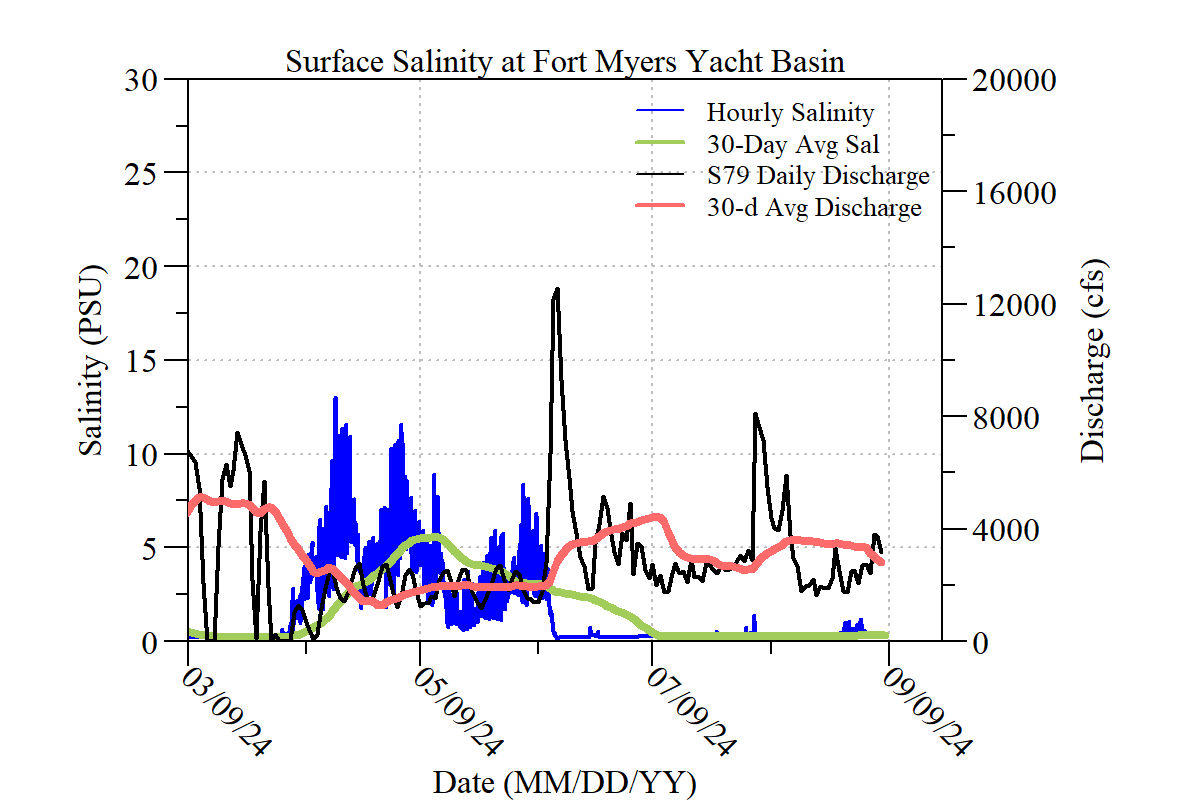 Surface Salinity at Fort Myers Yacht Basin
30
25
20
15
10
5
0
Salinity (PSU)
Hourly Salinity
30-Day Avg Sal
S79 Daily Discharge
30-d Avg Discharge
20000
16000
12000
8000
4000
0
Discharge (cfs)
03/09/24
05/09/24
07/09/24
09/09/24
Date (MM/DD/YY)